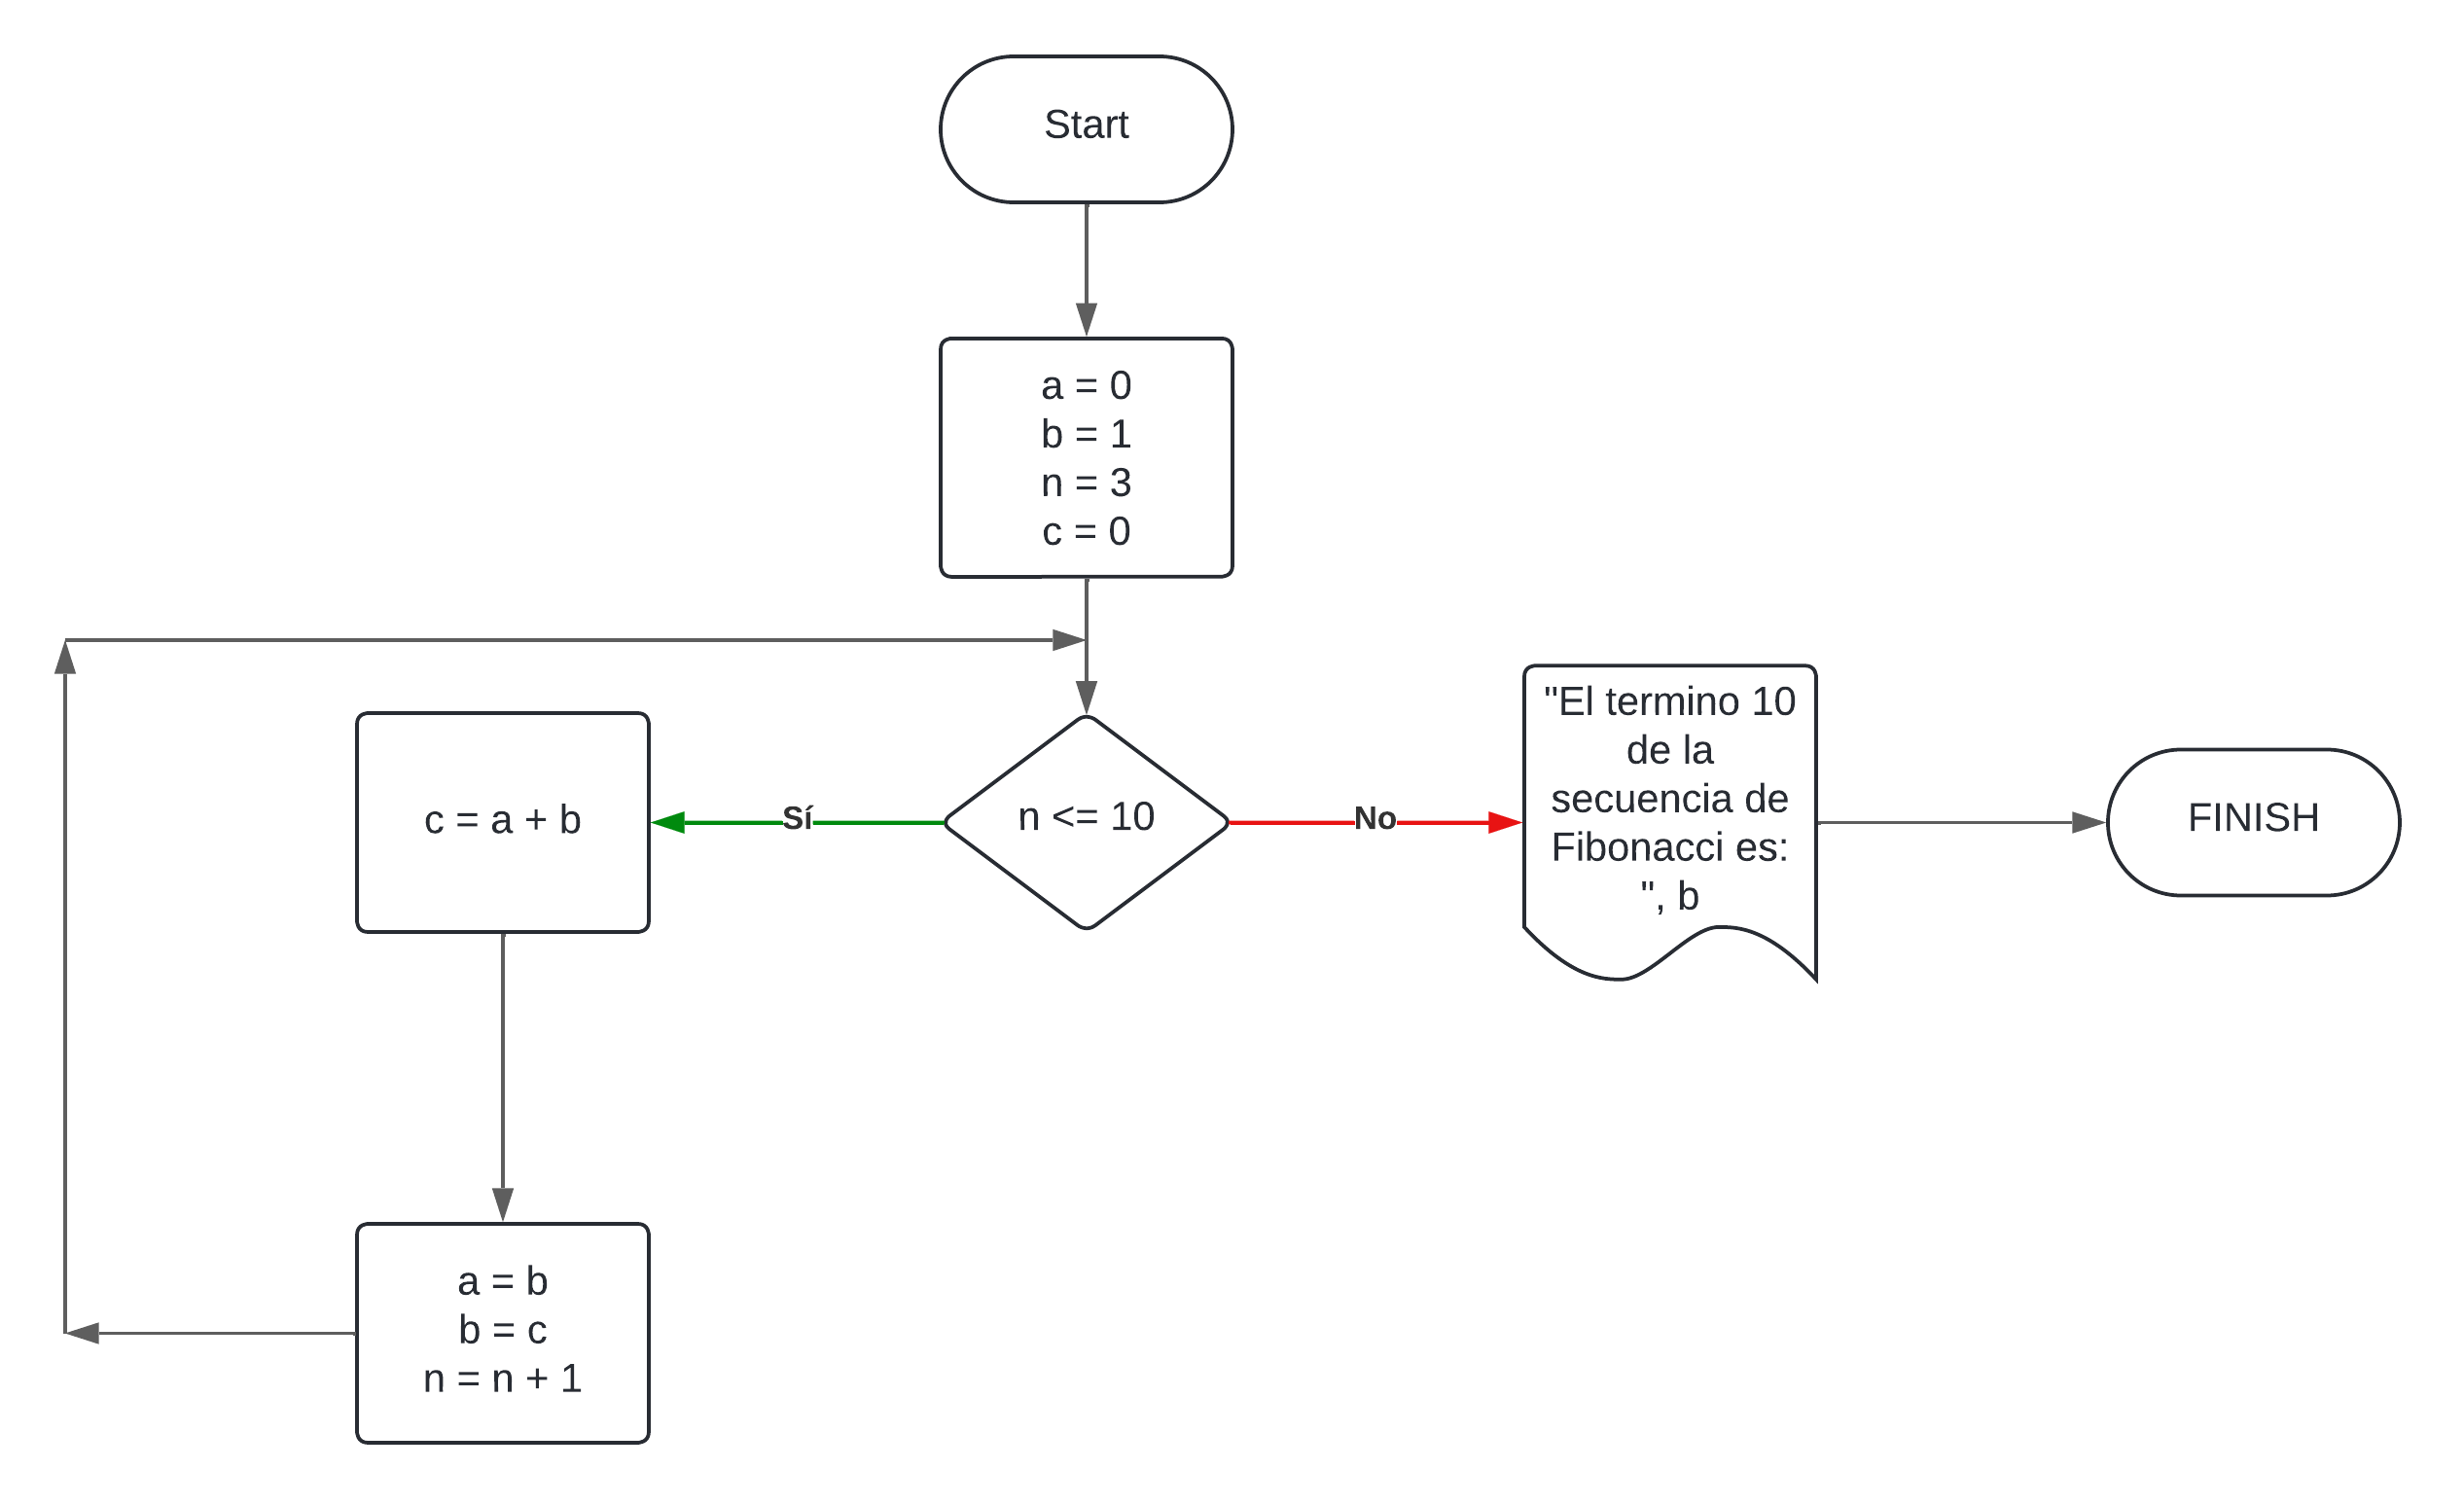 Start
a = 0
b = 1
n = 3
c = 0
c = a + b
Sí
n <= 10
No
"El termino 10
de la
secuencia de
Fibonacci es:
", b
FINISH
a = b
b = c
n = n + 1